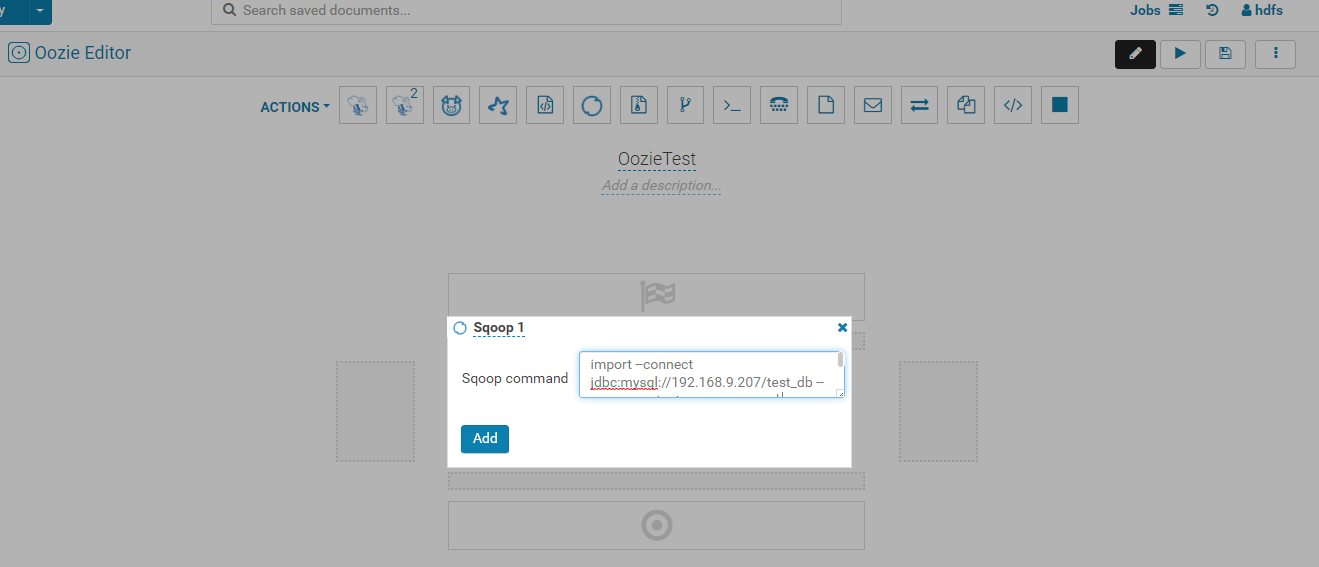 y
Search saved documents...
Jobs
hdfs
Oozie Editor
ACTIONS
2
OozieTest
Add a description...
Sqoop 1
Sqoop command
import --connect
jdbc:mysql://192.168.9.207/test_db --
Add